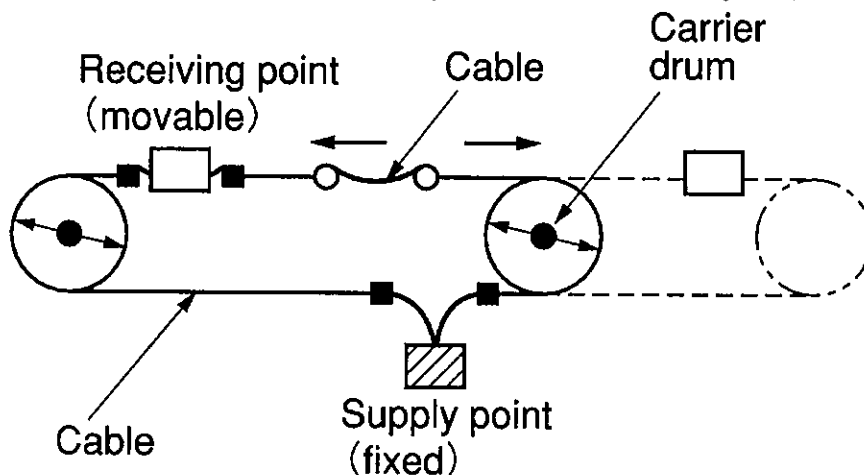 Carrier
drum
Receiving point
(movable)
Cable
Supply point
(fixed)
Cable